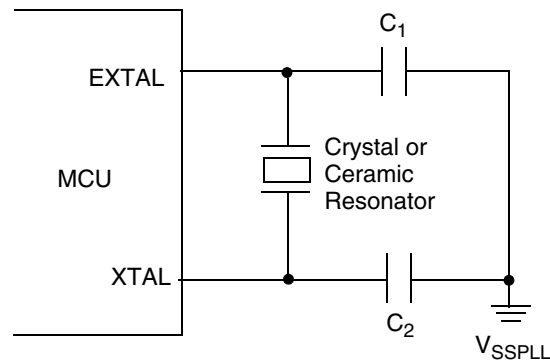 C1
EXTAL
Crystal or
Ceramic
Resonator
MCU
XTAL
C2
VSSPLL